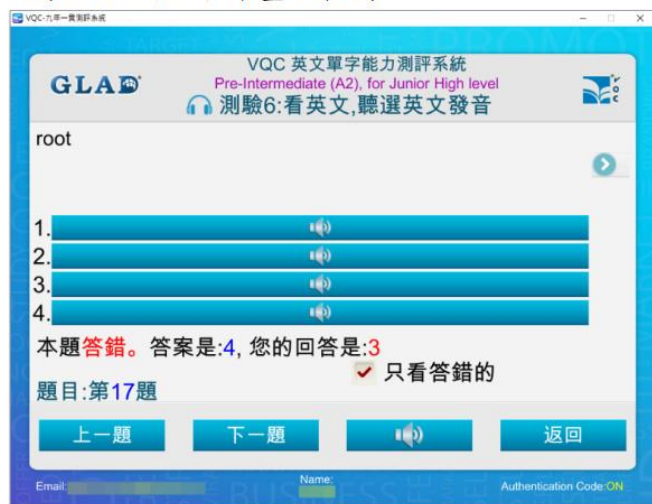 VQC-九年一貫測評系統
GLAD
VQC 英文單字能力測評系統
Pre-Intermediate (A2), for Junior High level
測驗6:看英文,聽選英文發音
root
1.
2.
3.
4.
本題答錯。答案是:4, 您的回答是:3
只看答錯的
題目:第17題
上一題 下一題 返回
Email: Name: Authentication Code:ON